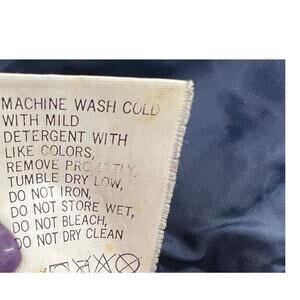 MACHINE WASH COLD
WITH MILD
DETERGENT WITH
LIKE COLORS,
REMOVE PROMPTLY,
TUMBLE DRY LOW,
DO NOT IRON,
DO NOT STORE WET,
DO NOT BLEACH,
DO NOT DRY CLEAN